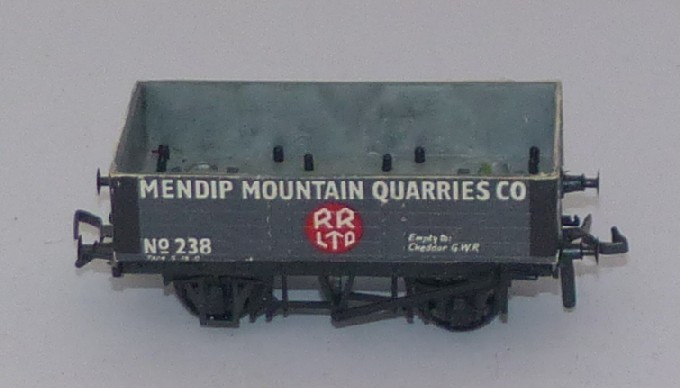 MENDIP MOUNTAIN QUARRIES CO
RR
LTD
No 238
Empty to:
Cheddar G.W.R